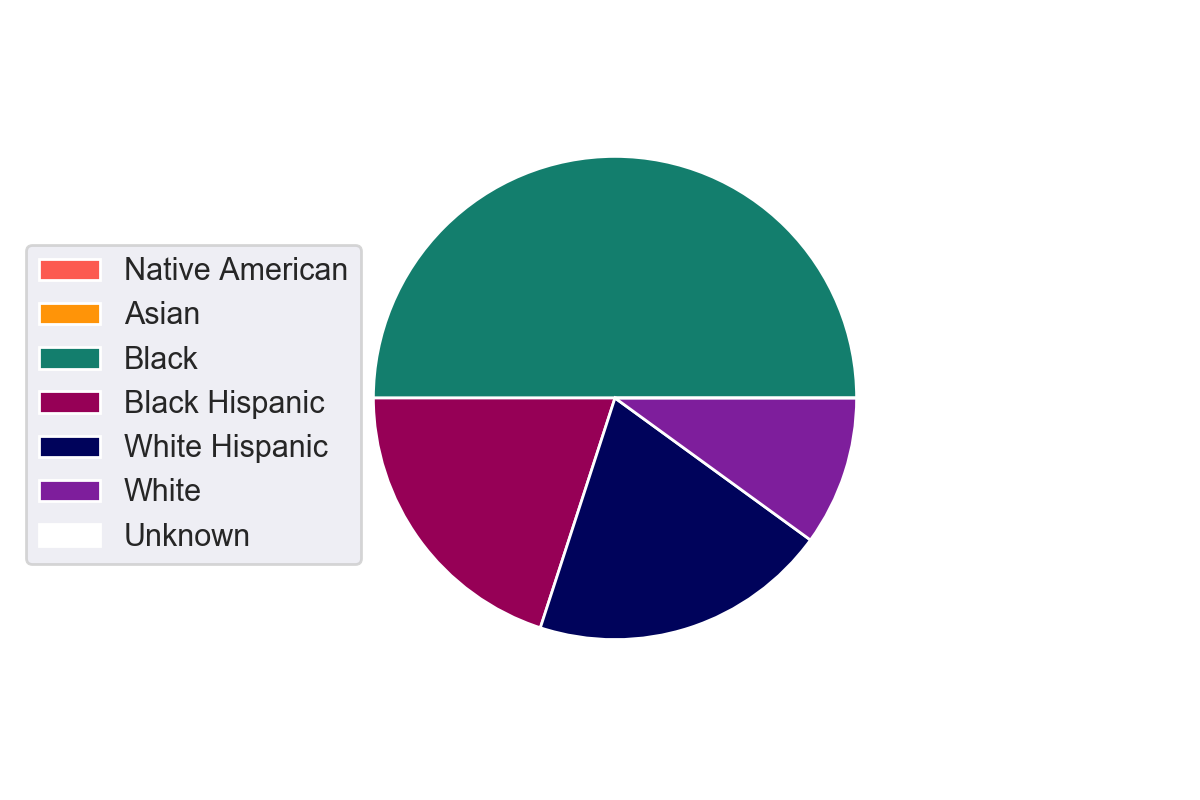 Native American
Asian
Black
Black Hispanic
White Hispanic
White
Unknown